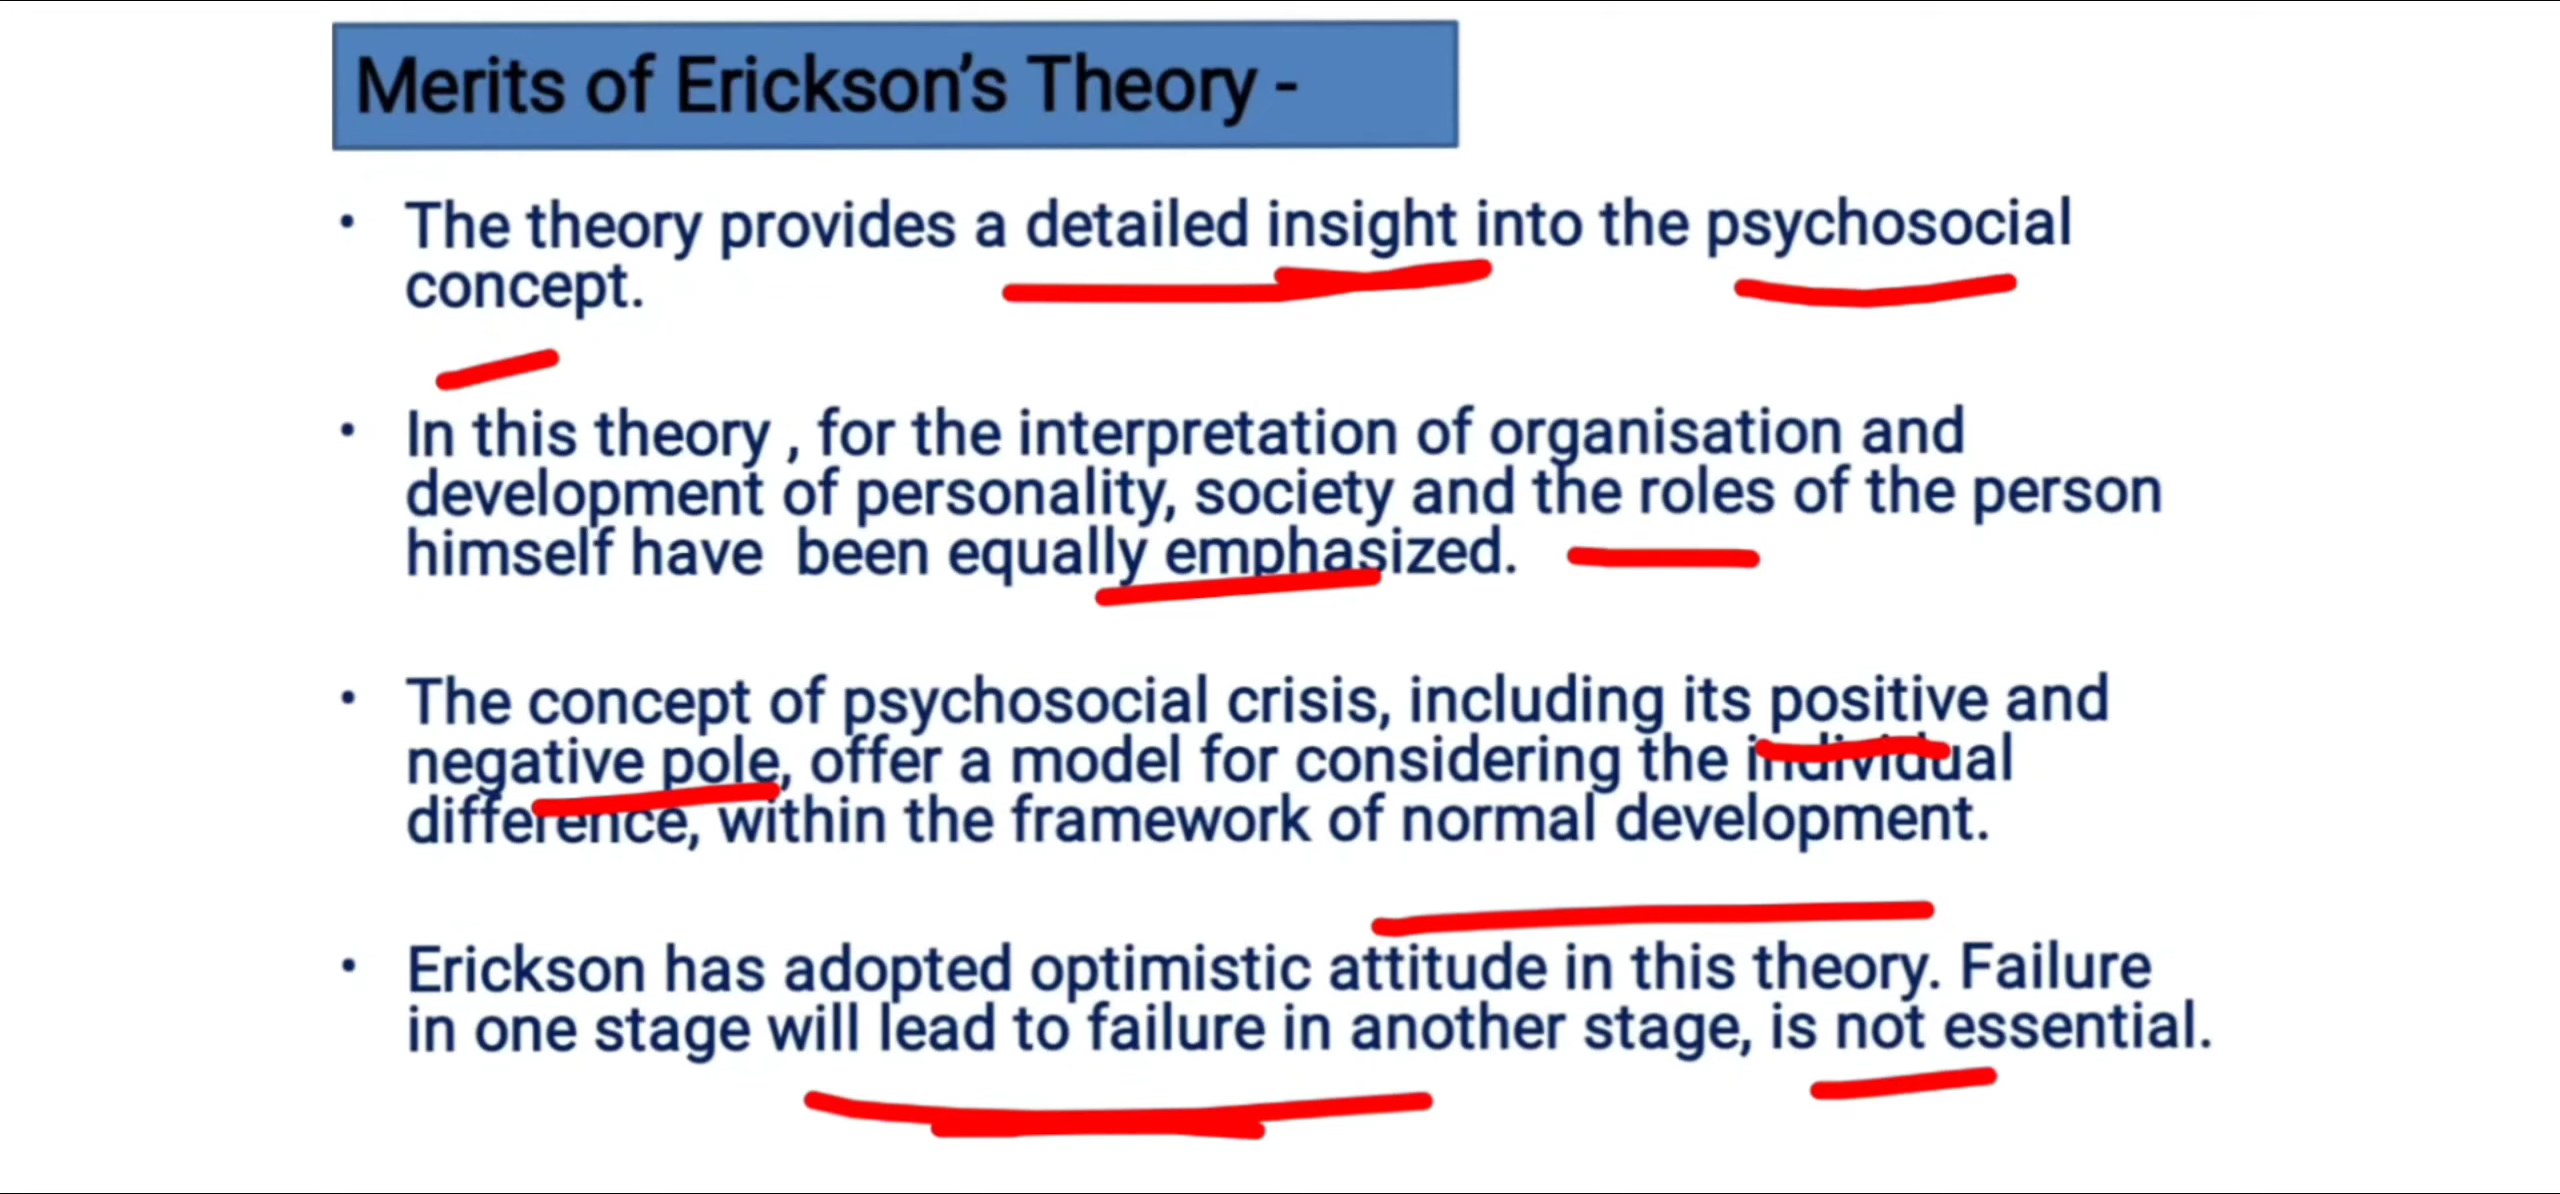 Merits of Erickson's Theory -
• The theory provides a detailed insight into the psychosocial
concept.
• In this theory , for the interpretation of organisation and
development of personality, society and the roles of the person
himself have been equally emphasized.
• The concept of psychosocial crisis, including its positive and
negative pole, offer a model for considering the individual
difference, within the framework of normal development.
• Erickson has adopted optimistic attitude in this theory. Failure
in one stage will lead to failure in another stage, is not essential.